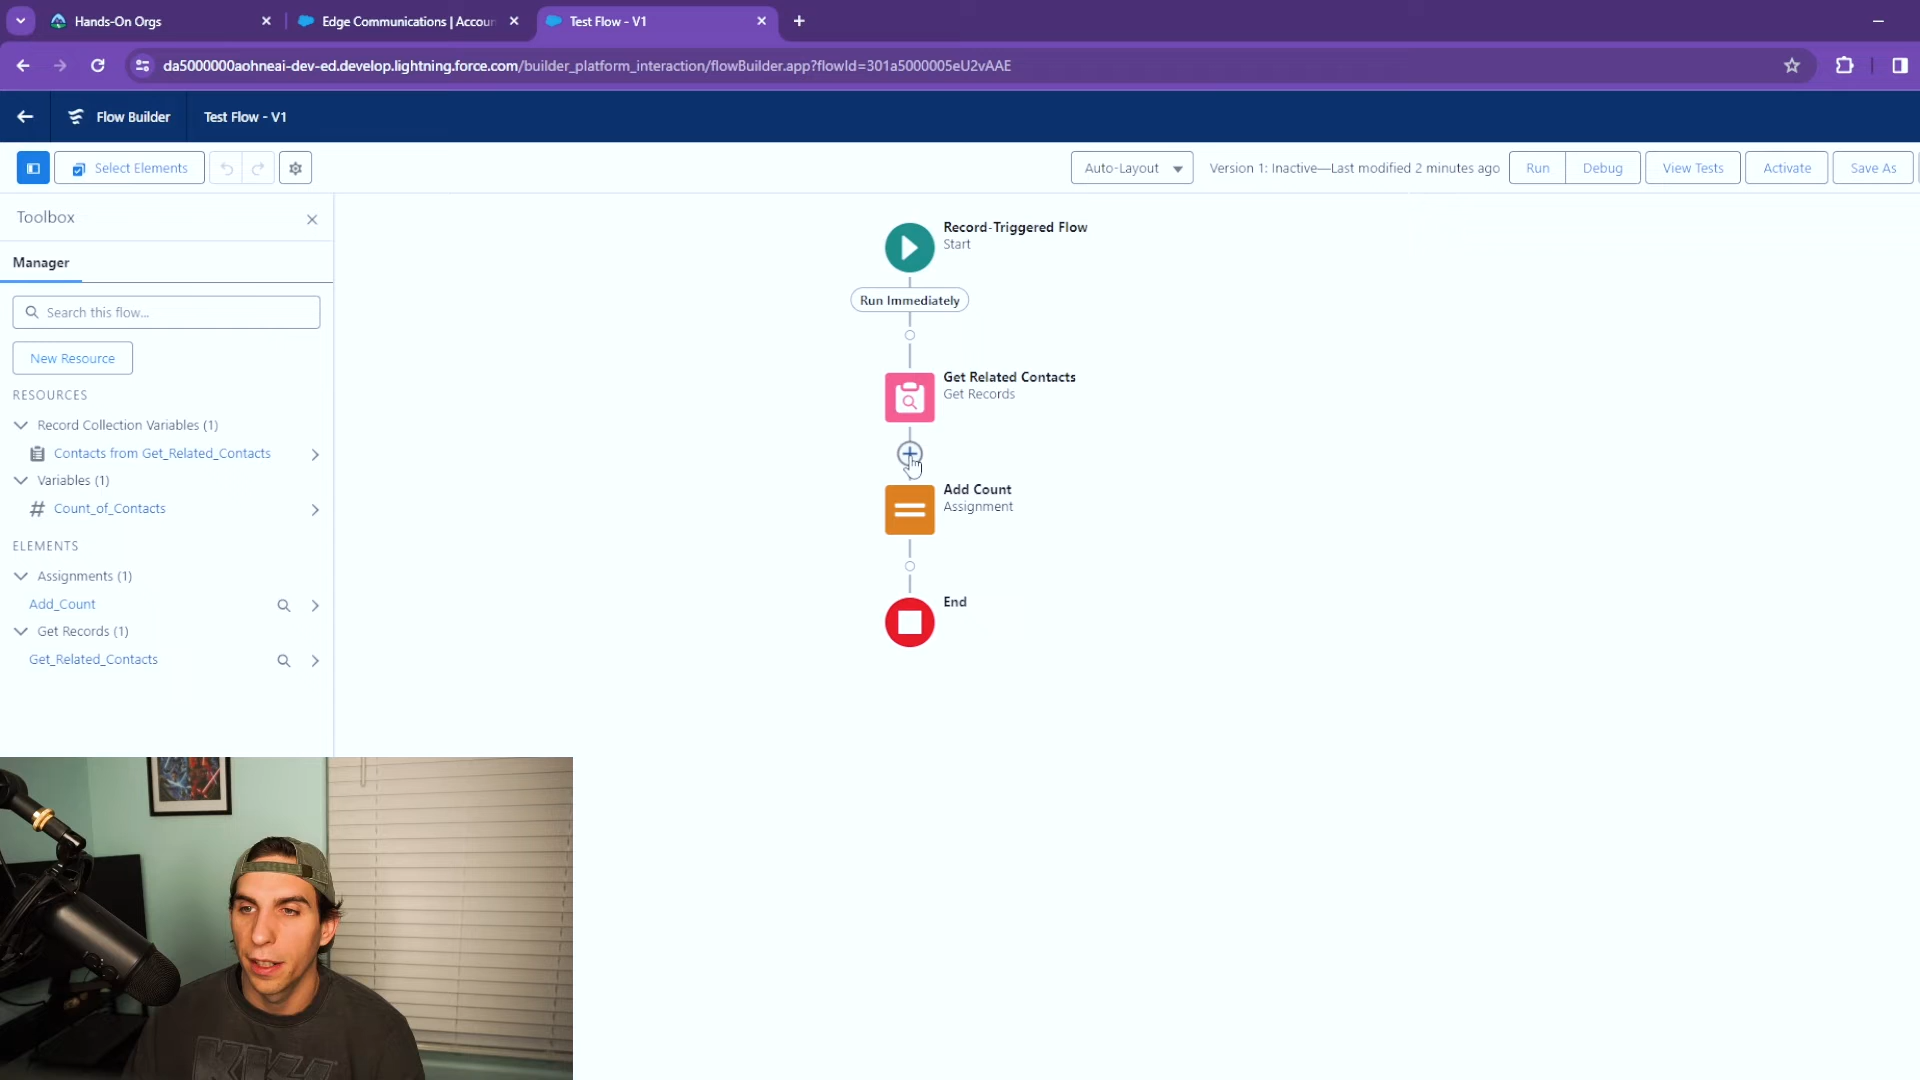 Hands-On Orgs
Edge Communications | Accoun
Test Flow - V1
da5000000aohneai-dev-ed.develop.lightning.force.com/builder_platform_interaction/flowBuilder.app?flowId=301a5000005eU2vAAE
Flow Builder
Test Flow - V1
Select Elements
Auto-Layout
Version 1: Inactive—Last modified 2 minutes ago
Run
Debug
View Tests
Activate
Save As
Toolbox
Manager
Search this flow...
New Resource
RESOURCES
Record Collection Variables (1)
Contacts from Get_Related_Contacts
Variables (1)
Count_of_Contacts
ELEMENTS
Assignments (1)
Add_Count
Get Records (1)
Get_Related_Contacts
Record-Triggered Flow
Start
Run Immediately
Get Related Contacts
Get Records
Add Count
Assignment
End